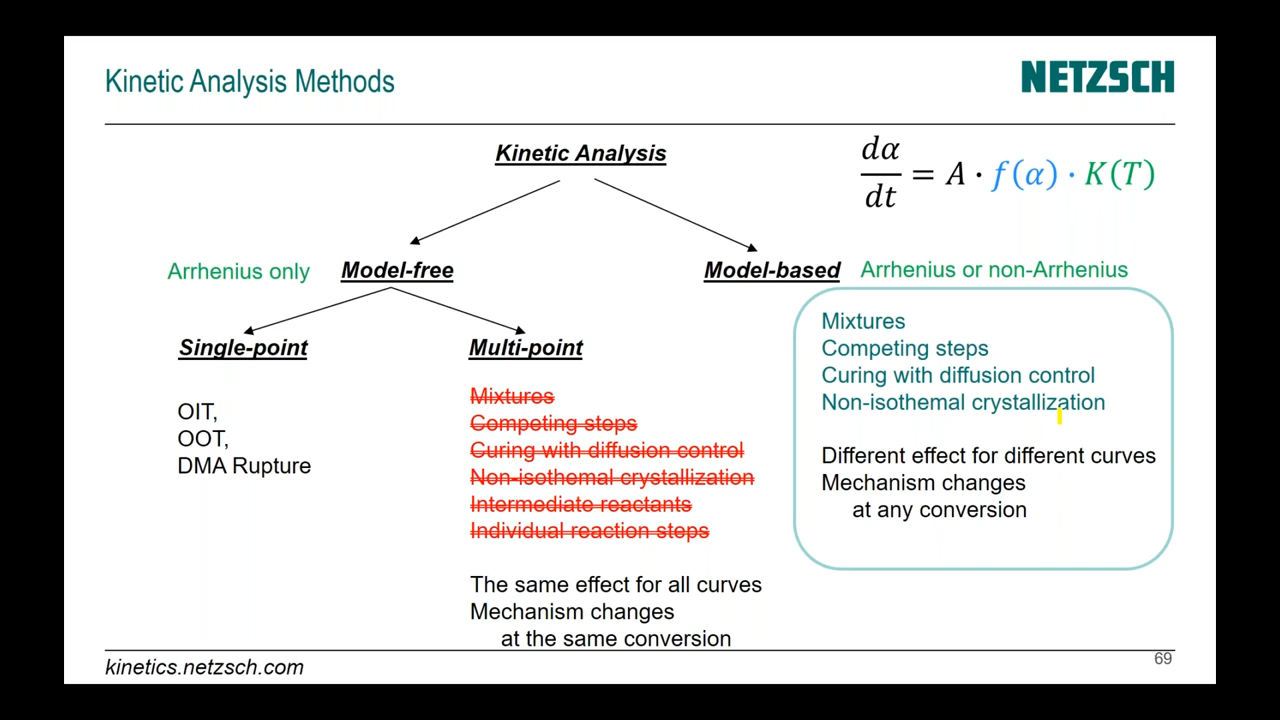 Kinetic Analysis Methods
NETZSCH
Kinetic Analysis
dα/dt = A · f(α) · K(T)
Arrhenius only
Model-free
Model-based
Arrhenius or non-Arrhenius
Single-point
Multi-point
OIT,
OOT,
DMA Rupture
Mixtures
Competing steps
Curing with diffusion control
Non-isothemal crystallization
Intermediate reactants
Individual reaction steps
The same effect for all curves
Mechanism changes
at the same conversion
Mixtures
Competing steps
Curing with diffusion control
Non-isothemal crystallization
Different effect for different curves
Mechanism changes
at any conversion
kinetics.netzsch.com
69